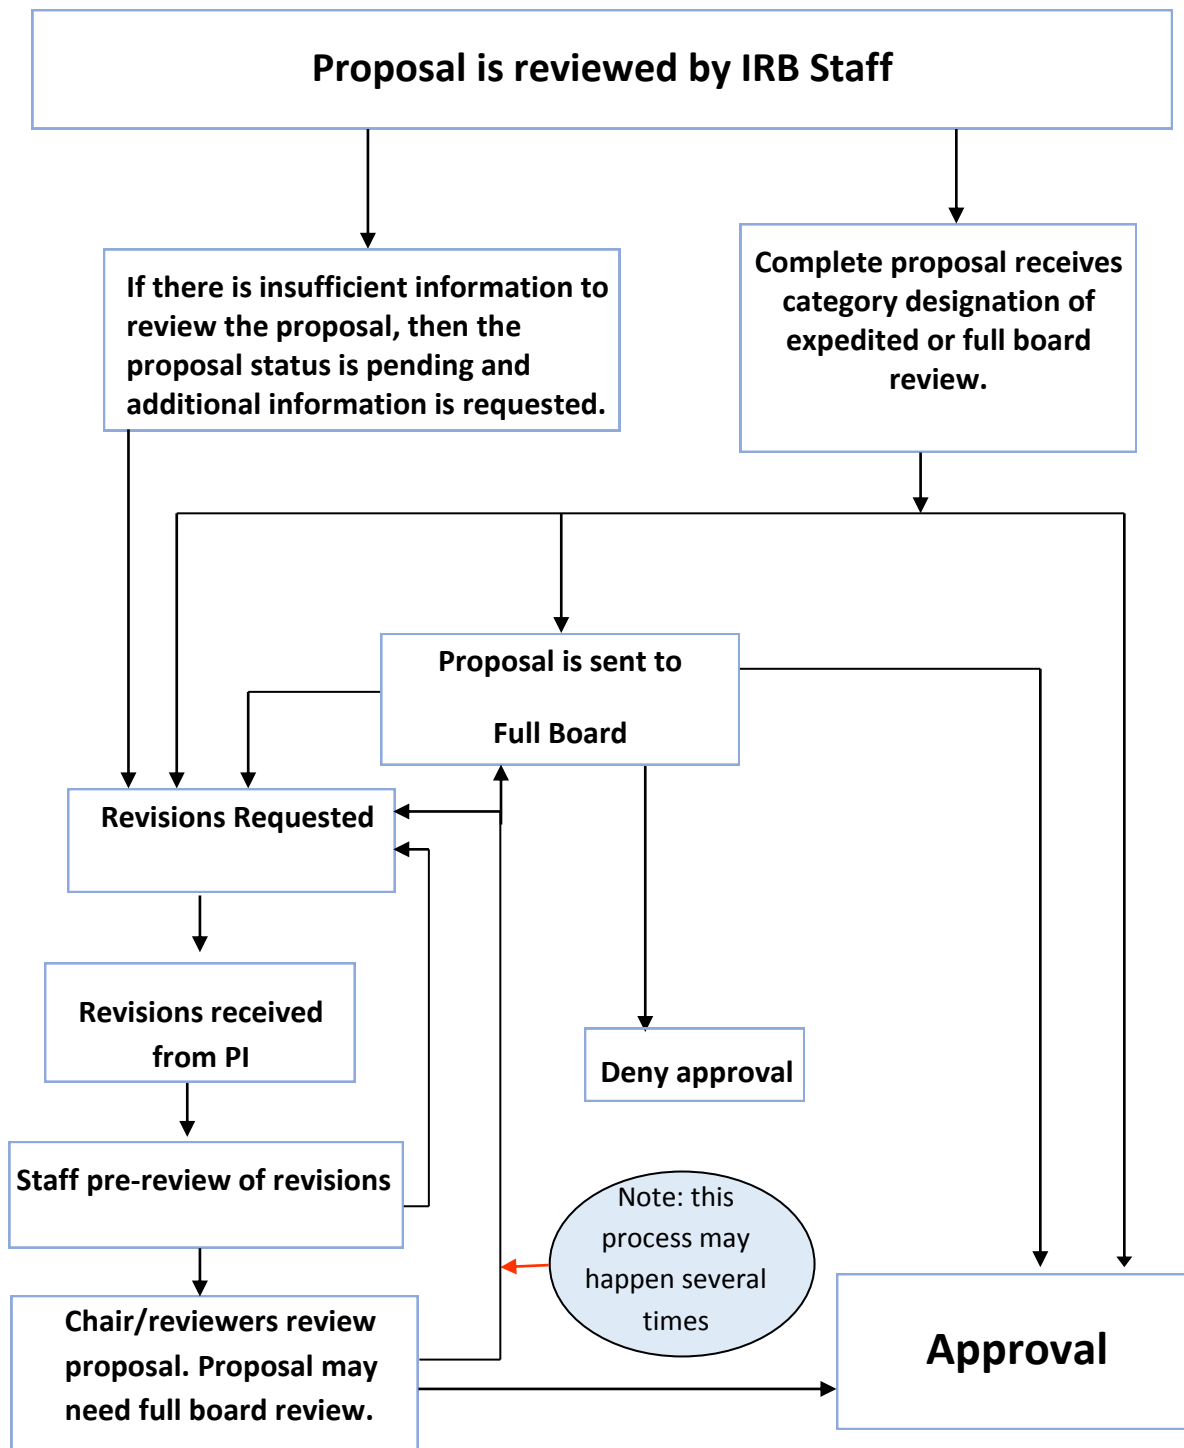 Proposal is reviewed by IRB Staff
If there is insufficient information to
review the proposal, then the
proposal status is pending and
additional information is requested.
Complete proposal receives
category designation of
expedited or full board
review.
Proposal is sent to
Full Board
Revisions Requested
Revisions received
from PI
Deny approval
Staff pre-review of revisions
Note: this
process may
happen several
times
Chair/reviewers review
proposal. Proposal may
need full board review.
Approval